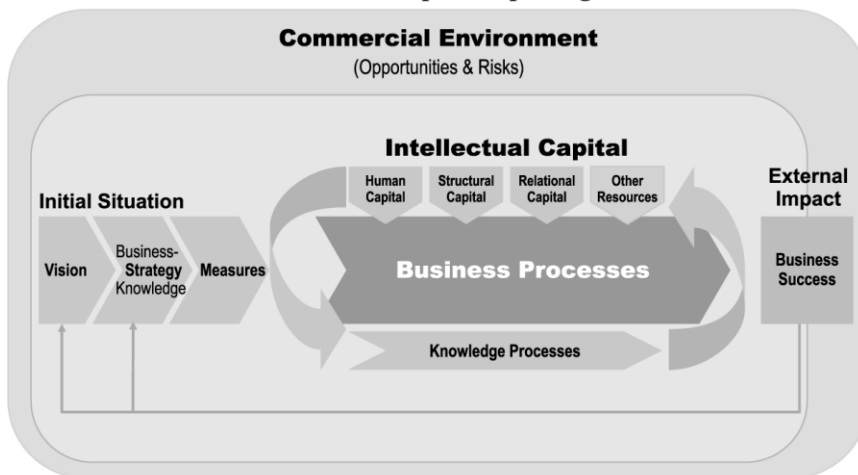 Commercial Environment
(Opportunities & Risks)
Intellectual Capital
Human
Capital
Structural
Capital
Relational
Capital
Other
Resources
External
Impact
Initial Situation
Vision
Business-
Strategy
Knowledge
Measures
Business Processes
Business
Success
Knowledge Processes